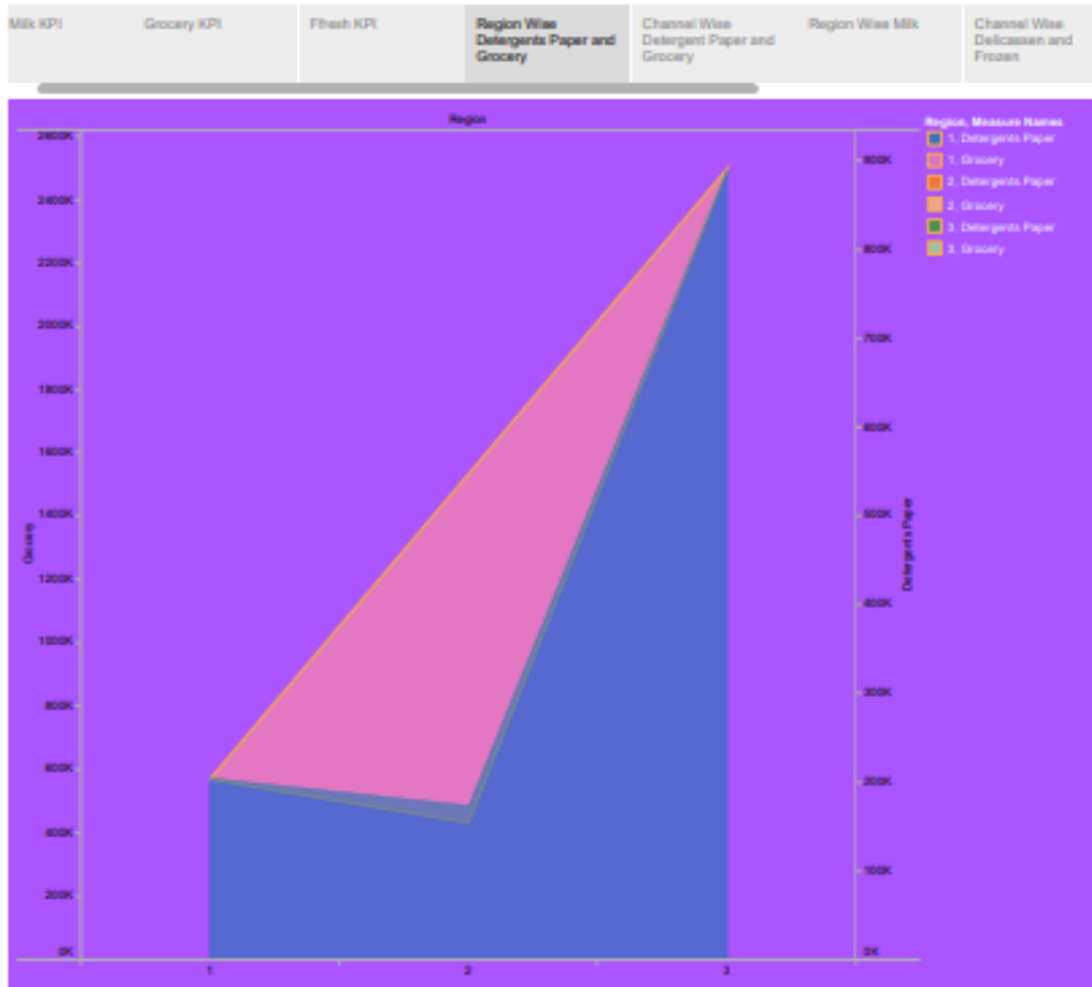 Milk KPI
Grocery KPI
Fhresh KPI
Region Wise
Detergents Paper and
Grocery
Channel Wise
Detergent Paper and
Grocery
Region Wise Milk
Channel Wise
Delicassen and
Frozen
Region
Region, Measure Names
1, Detergents Paper
1, Grocery
2, Detergents Paper
2, Grocery
3, Detergents Paper
3, Grocery
2600K
2400K
2200K
2000K
1800K
1600K
1400K
1200K
1000K
800K
600K
400K
200K
0K
Grocery
900K
800K
700K
600K
500K
400K
300K
200K
100K
0K
Detergents Paper
1
2
3